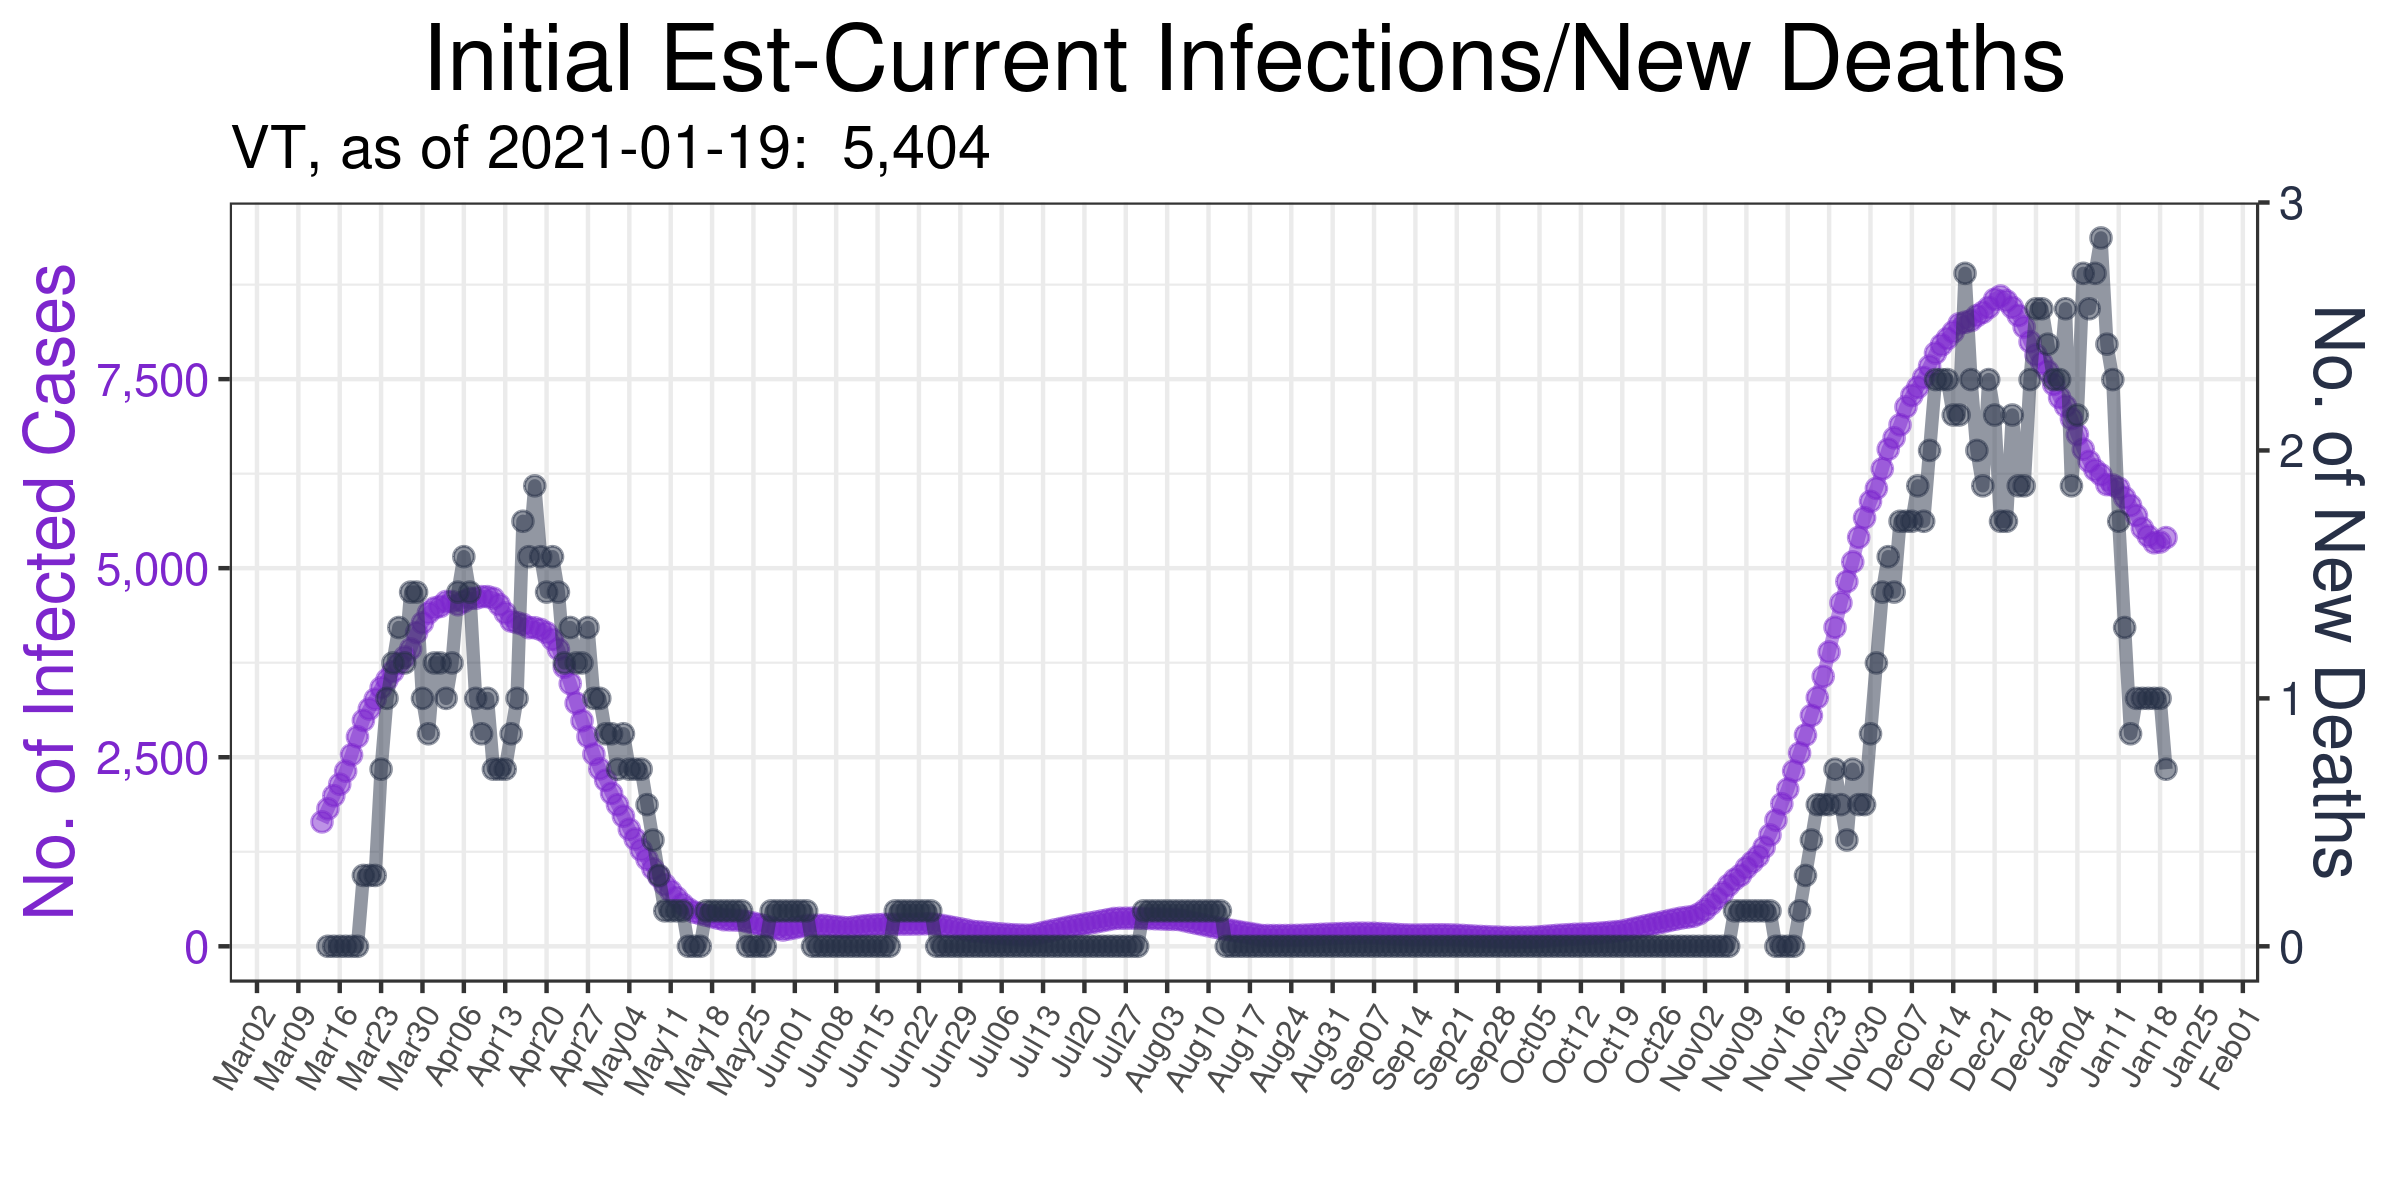 Initial Est-Current Infections/New Deaths
VT, as of 2021-01-19:  5,404
No. of Infected Cases
7,500
5,000
2,500
0
3
2
1
0
No. of New Deaths
Mar02
Mar09
Mar16
Mar23
Mar30
Apr06
Apr13
Apr20
Apr27
May04
May11
May18
May25
Jun01
Jun08
Jun15
Jun22
Jun29
Jul06
Jul13
Jul20
Jul27
Aug03
Aug10
Aug17
Aug24
Aug31
Sep07
Sep14
Sep21
Sep28
Oct05
Oct12
Oct19
Oct26
Nov02
Nov09
Nov16
Nov23
Nov30
Dec07
Dec14
Dec21
Dec28
Jan04
Jan11
Jan18
Jan25
Feb01